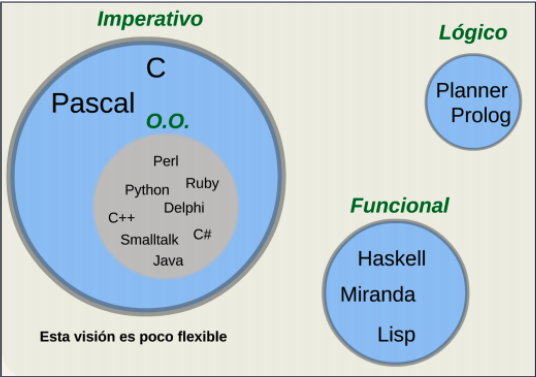 Imperativo
C
Pascal
O.O.
Perl
Ruby
Python
Delphi
C++
C#
Smalltalk
Java
Esta visión es poco flexible
Lógico
Planner
Prolog
Funcional
Haskell
Miranda
Lisp